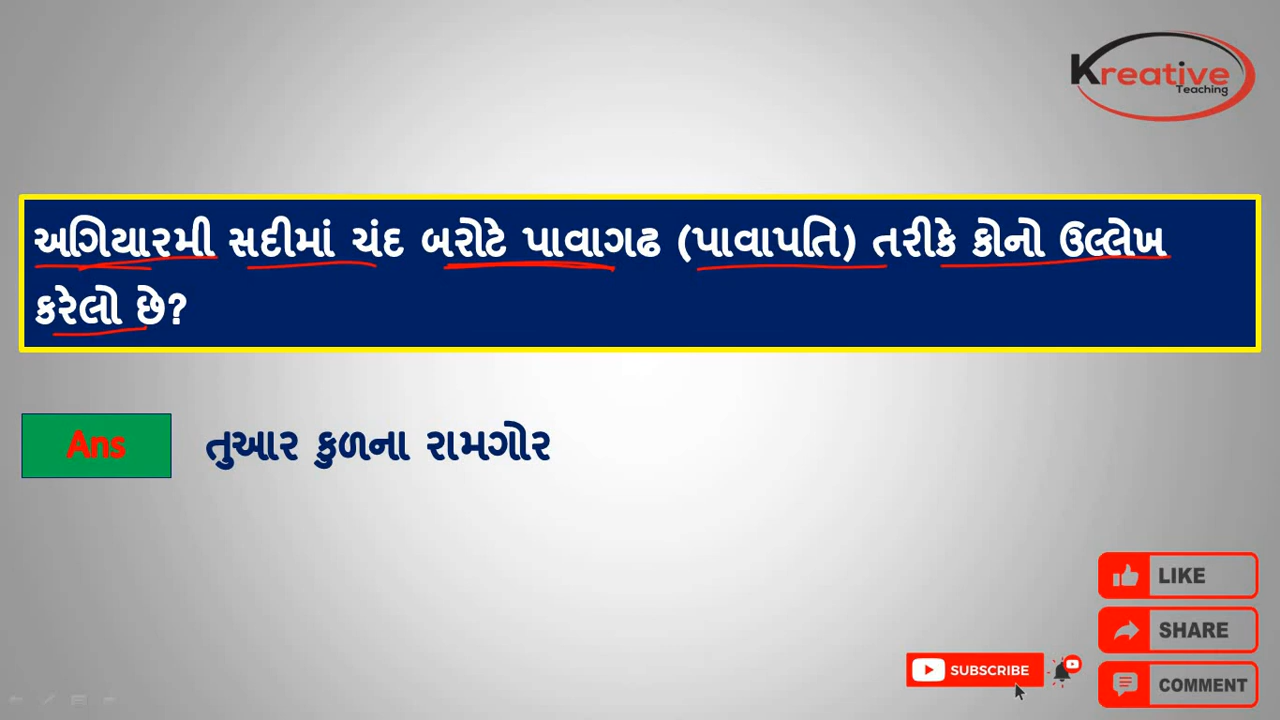 Kreative
Teaching
અગિયારમી સદીમાં ચંદ બરોટે પાવાગઢ (પાવાપતિ) તરીકે કોનો ઉલ્લેખ
કરેલો છે?
Ans તુઆર કુળના રામગોર
LIKE
SHARE
SUBSCRIBE
COMMENT